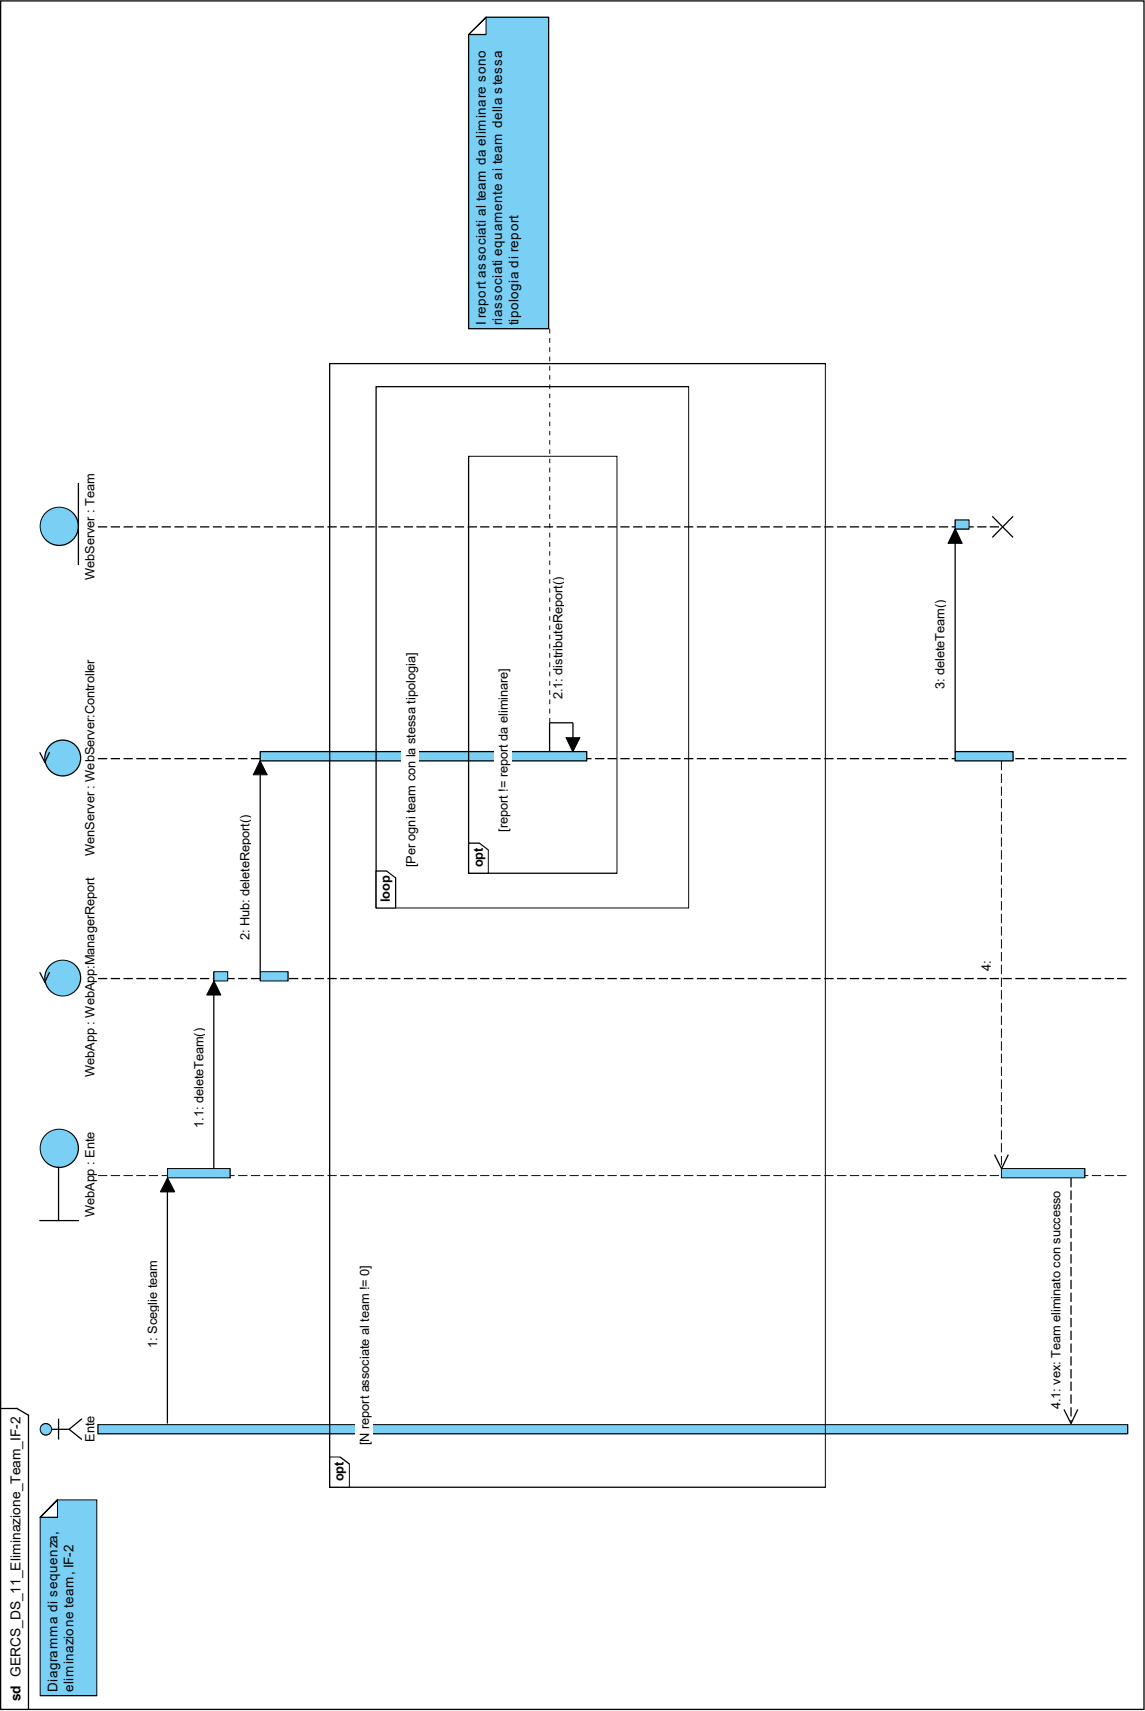 sd GERCS_DS_11_Eliminazione_Team_IF-2
Diagramma di sequenza,
eliminazione team, IF-2
Ente
WebApp : Ente
WebApp : WebApp:ManagerReport
WenServer : WebServer:Controller
WebServer : Team
1: Sceglie team
1.1: deleteTeam()
2: Hub: deleteReport()
opt
[N report associate al team != 0]
loop
[Per ogni team con la stessa tipologia]
opt
[report != report da eliminare]
2.1: distributeReport()
I report associati al team da eliminare sono
riassociati equamente ai team della stessa
tipologia di report
3: deleteTeam()
4:
4.1: vex: Team eliminato con successo